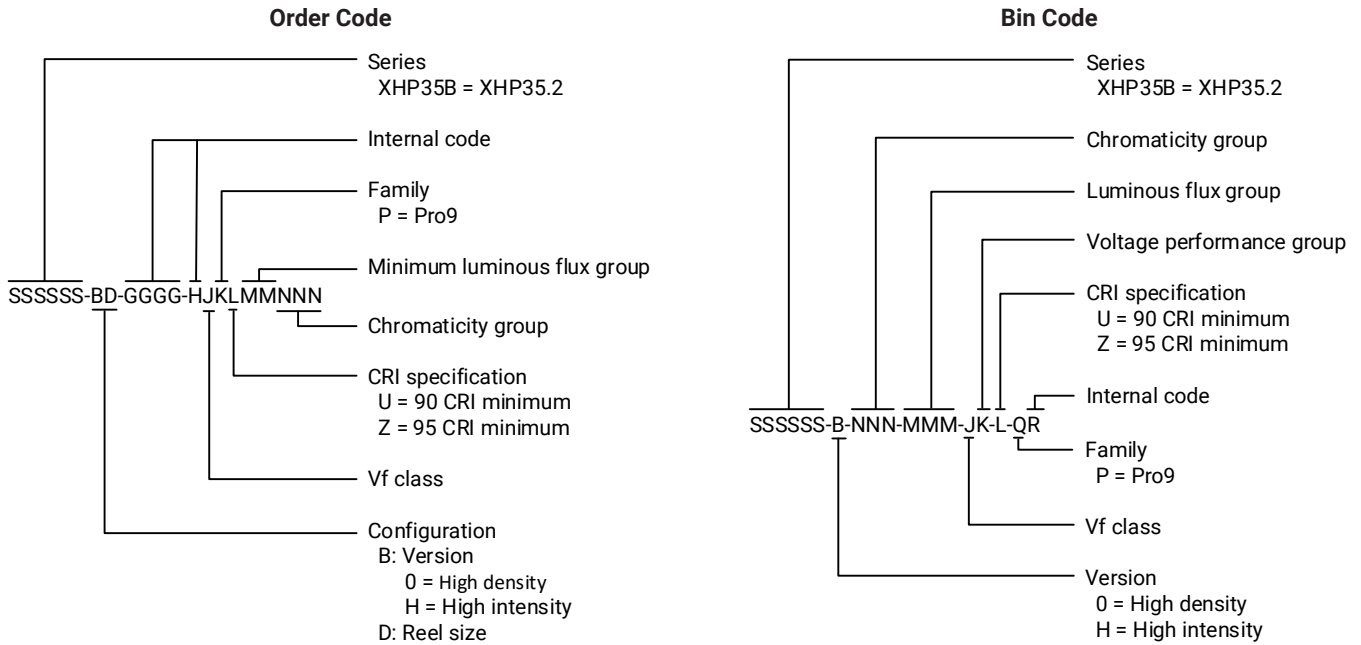 Order Code
Series
XHP35B = XHP35.2
Internal code
Family
P = Pro9
Minimum luminous flux group
SSSSSS-BD-GGGG-HJKLMMNNN
Chromaticity group
CRI specification
U = 90 CRI minimum
Z = 95 CRI minimum
Vf class
Configuration
B: Version
0 = High density
H = High intensity
D: Reel size
Bin Code
Series
XHP35B = XHP35.2
Chromaticity group
Luminous flux group
Voltage performance group
CRI specification
U = 90 CRI minimum
Z = 95 CRI minimum
Internal code
SSSSSS-B-NNN-MMM-JK-L-QR
Family
P = Pro9
Vf class
Version
0 = High density
H = High intensity